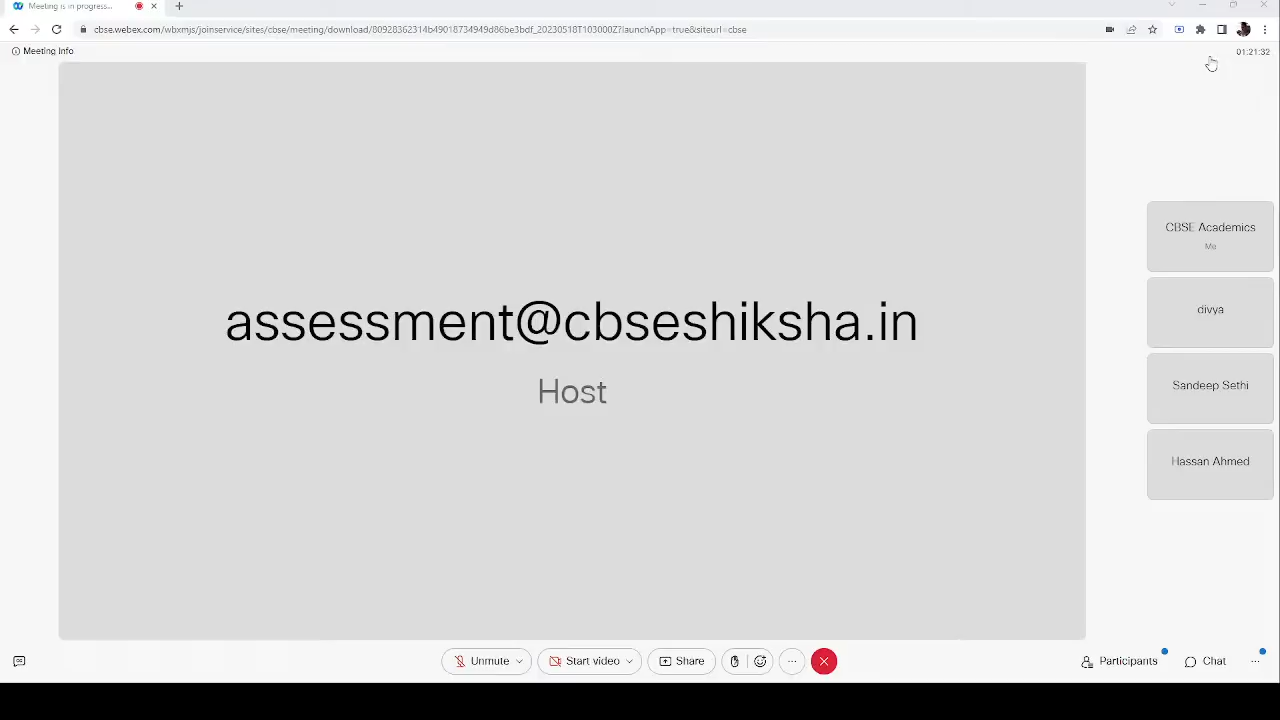 Meeting is in progress...
cbse.webex.com/wbxmjs/joinservice/sites/cbse/meeting/download/80928362314b49018734949d86be3bdf_20230518T103000Z?launchApp=true&siteurl=cbse
Meeting Info
01:21:32
CBSE Academics
Me
divya
assessment@cbseshiksha.in
Host
Sandeep Sethi
Hassan Ahmed
Unmute
Start video
Share
Participants
Chat